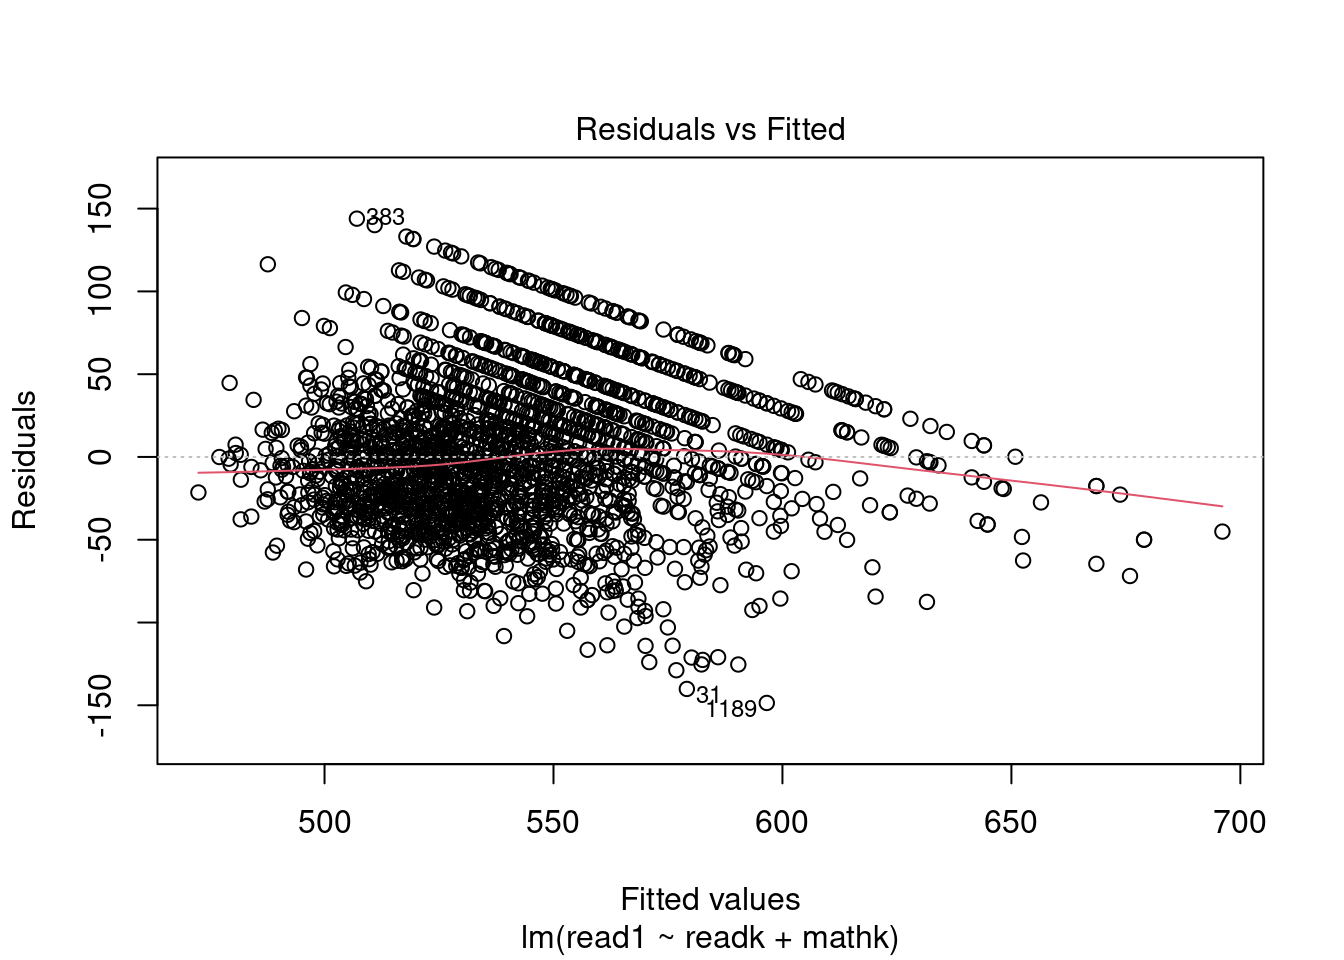 Residuals vs Fitted
Residuals
150
100
50
0
-50
-150
383
31
1189
500 550 600 650 700
Fitted values
lm(read1 ~ readk + mathk)